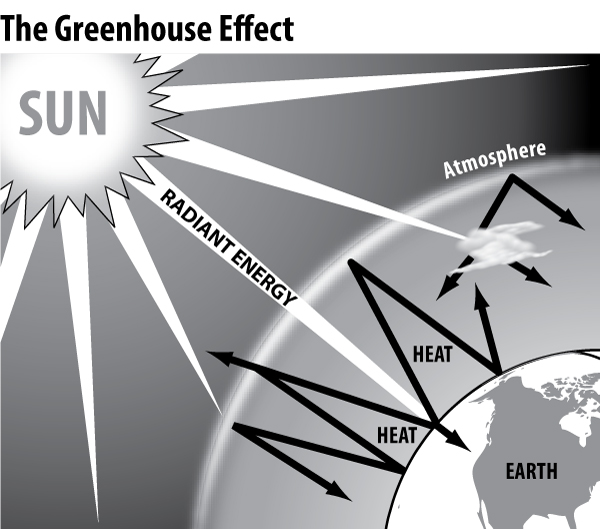 The Greenhouse Effect
SUN
Atmosphere
RADIANT ENERGY
HEAT
HEAT
EARTH